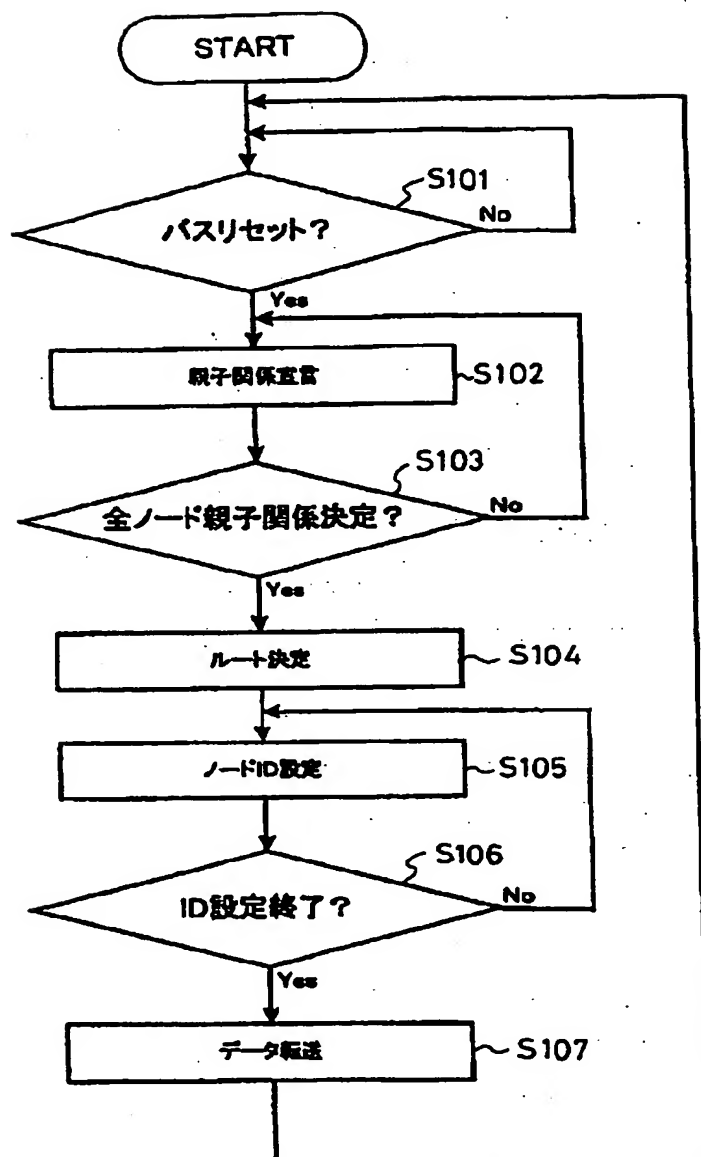 START
S101
バスリセット?
No
Yes
親子関係宣言
S102
S103
全ノード親子関係決定?
No
Yes
ルート決定
S104
ノードID設定
S105
S106
ID設定終了?
No
Yes
データ転送
S107